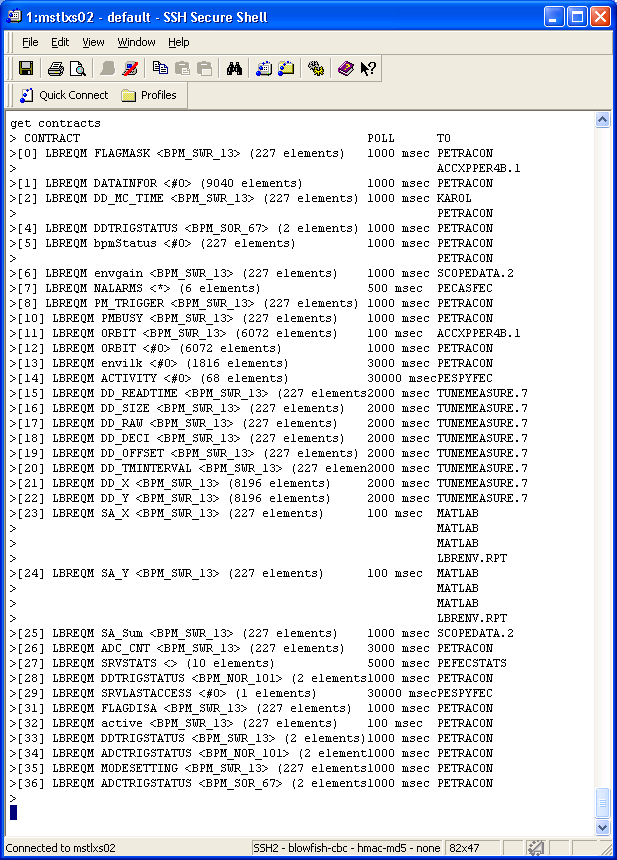 1:mstlxs02 - default - SSH Secure Shell
File Edit View Window Help
Quick Connect Profiles
get contracts
> CONTRACT POLL TO
>[0] LBREQM FLAGMASK <BPM_SWR_13> (227 elements) 1000 msec PETRACON
> ACCXPPER4B.1
>[1] LBREQM DATAINFOR <#0> (9040 elements) 1000 msec PETRACON
>[2] LBREQM DD_MC_TIME <BPM_SWR_13> (227 elements) 1000 msec KAROL
> PETRACON
>[4] LBREQM DDTRIGSTATUS <BPM_SOR_67> (2 elements) 1000 msec PETRACON
>[5] LBREQM bpmStatus <#0> (227 elements) 1000 msec PETRACON
> PETRACON
>[6] LBREQM envgain <BPM_SWR_13> (227 elements) 1000 msec SCOPEDATA.2
>[7] LBREQM NALARMS <*> (6 elements) 500 msec PECASFEC
>[8] LBREQM PM_TRIGGER <BPM_SWR_13> (227 elements) 1000 msec PETRACON
>[10] LBREQM PMBUSY <BPM_SWR_13> (227 elements) 1000 msec PETRACON
>[11] LBREQM ORBIT <BPM_SWR_13> (6072 elements) 100 msec ACCXPPER4B.1
>[12] LBREQM ORBIT <#0> (6072 elements) 1000 msec PETRACON
>[13] LBREQM envilk <#0> (1816 elements) 3000 msec PETRACON
>[14] LBREQM ACTIVITY <#0> (68 elements) 30000 msecPESPYFEC
>[15] LBREQM DD_READTIME <BPM_SWR_13> (227 elements2000 msec TUNEMEASURE.7
>[16] LBREQM DD_SIZE <BPM_SWR_13> (227 elements) 2000 msec TUNEMEASURE.7
>[17] LBREQM DD_RAW <BPM_SWR_13> (227 elements) 2000 msec TUNEMEASURE.7
>[18] LBREQM DD_DECI <BPM_SWR_13> (227 elements) 2000 msec TUNEMEASURE.7
>[19] LBREQM DD_OFFSET <BPM_SWR_13> (227 elements) 2000 msec TUNEMEASURE.7
>[20] LBREQM DD_TMINTERVAL <BPM_SWR_13> (227 elemen2000 msec TUNEMEASURE.7
>[21] LBREQM DD_X <BPM_SWR_13> (8196 elements) 2000 msec TUNEMEASURE.7
>[22] LBREQM DD_Y <BPM_SWR_13> (8196 elements) 2000 msec TUNEMEASURE.7
>[23] LBREQM SA_X <BPM_SWR_13> (227 elements) 100 msec MATLAB
> MATLAB
> MATLAB
> LBRENV.RPT
>[24] LBREQM SA_Y <BPM_SWR_13> (227 elements) 100 msec MATLAB
> MATLAB
> MATLAB
> LBRENV.RPT
>[25] LBREQM SA_Sum <BPM_SWR_13> (227 elements) 1000 msec SCOPEDATA.2
>[26] LBREQM ADC_CNT <BPM_SWR_13> (227 elements) 3000 msec PETRACON
>[27] LBREQM SRVSTATS <> (10 elements) 5000 msec PEFECSTATS
>[28] LBREQM DDTRIGSTATUS <BPM_NOR_101> (2 elements1000 msec PETRACON
>[29] LBREQM SRVLASTACCESS <#0> (1 elements) 30000 msecPESPYFEC
>[31] LBREQM FLAGDISA <BPM_SWR_13> (227 elements) 1000 msec PETRACON
>[32] LBREQM active <BPM_SWR_13> (227 elements) 100 msec PETRACON
>[33] LBREQM DDTRIGSTATUS <BPM_SWR_13> (2 elements)1000 msec PETRACON
>[34] LBREQM ADCTRIGSTATUS <BPM_NOR_101> (2 element1000 msec PETRACON
>[35] LBREQM MODESETTING <BPM_SWR_13> (227 elements1000 msec PETRACON
>[36] LBREQM ADCTRIGSTATUS <BPM_SOR_67> (2 elements1000 msec PETRACON
>
Connected to mstlxs02 SSH2 - blowfish-cbc - hmac-md5 - none 82x47